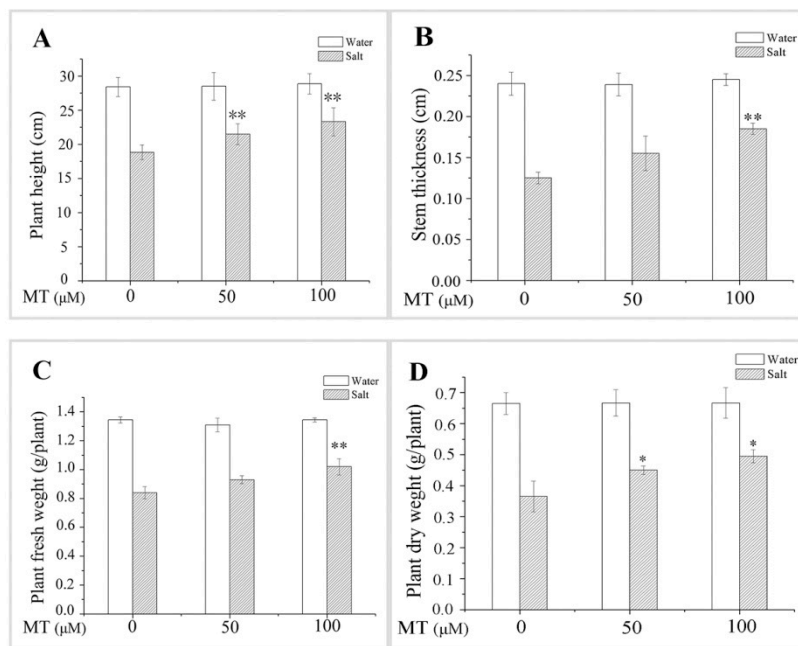 A
Water
Salt
Plant height (cm)
35
30
25
20
15
10
5
0
**
**
MT (μM)
0
50
100
B
Water
Salt
Stem thickness (cm)
0.25
0.20
0.15
0.10
0.05
0.00
**
MT (μM)
0
50
100
C
Water
Salt
Plant fresh weght (g/plant)
1.4
1.2
1.0
0.8
0.6
0.4
0.2
0.0
**
MT (μM)
0
50
100
D
Water
Salt
Plant dry weght (g/plant)
0.7
0.6
0.5
0.4
0.3
0.2
0.1
0.0
*
*
MT (μM)
0
50
100